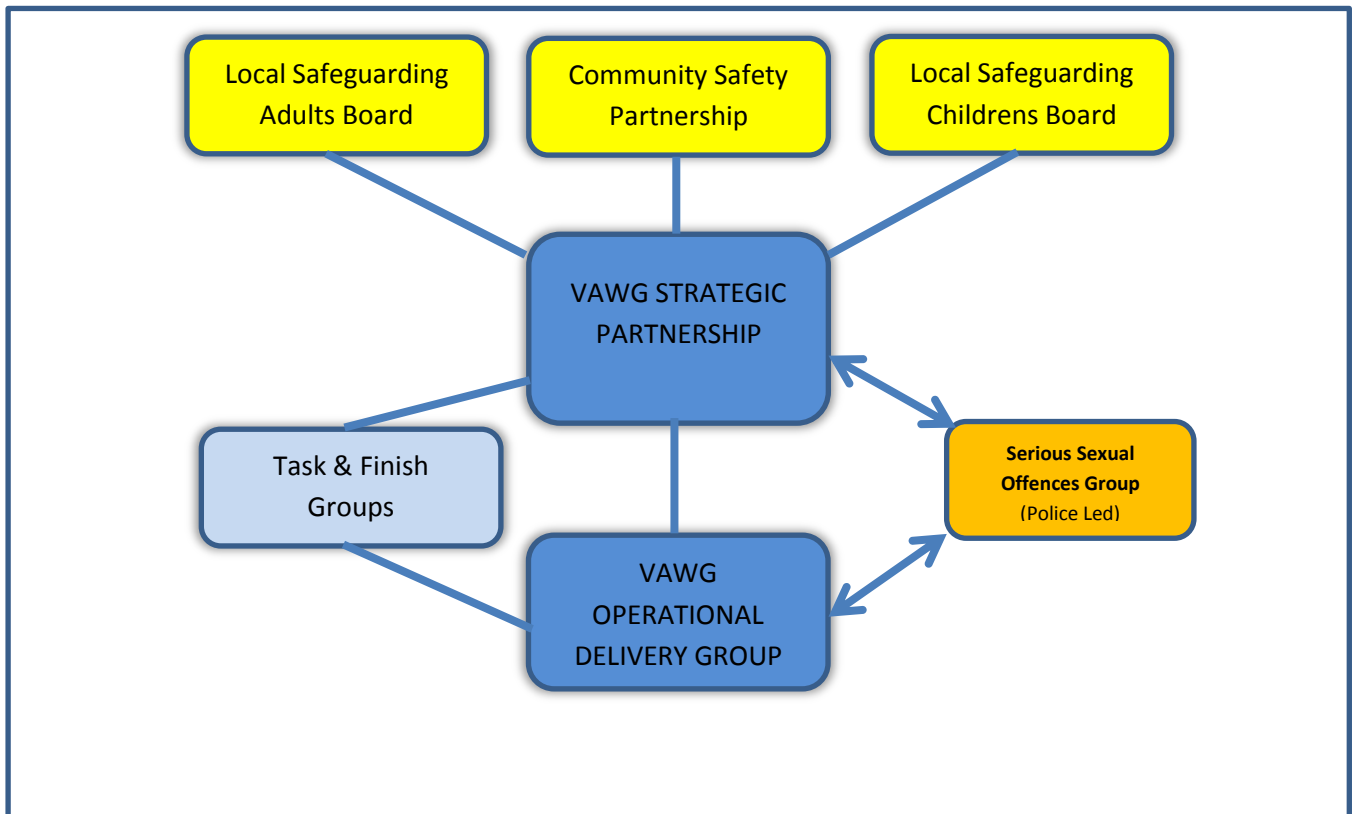 Local Safeguarding
Adults Board
Community Safety
Partnership
Local Safeguarding
Childrens Board
VAWG STRATEGIC
PARTNERSHIP
Task & Finish
Groups
Serious Sexual
Offences Group
(Police Led)
VAWG
OPERATIONAL
DELIVERY GROUP